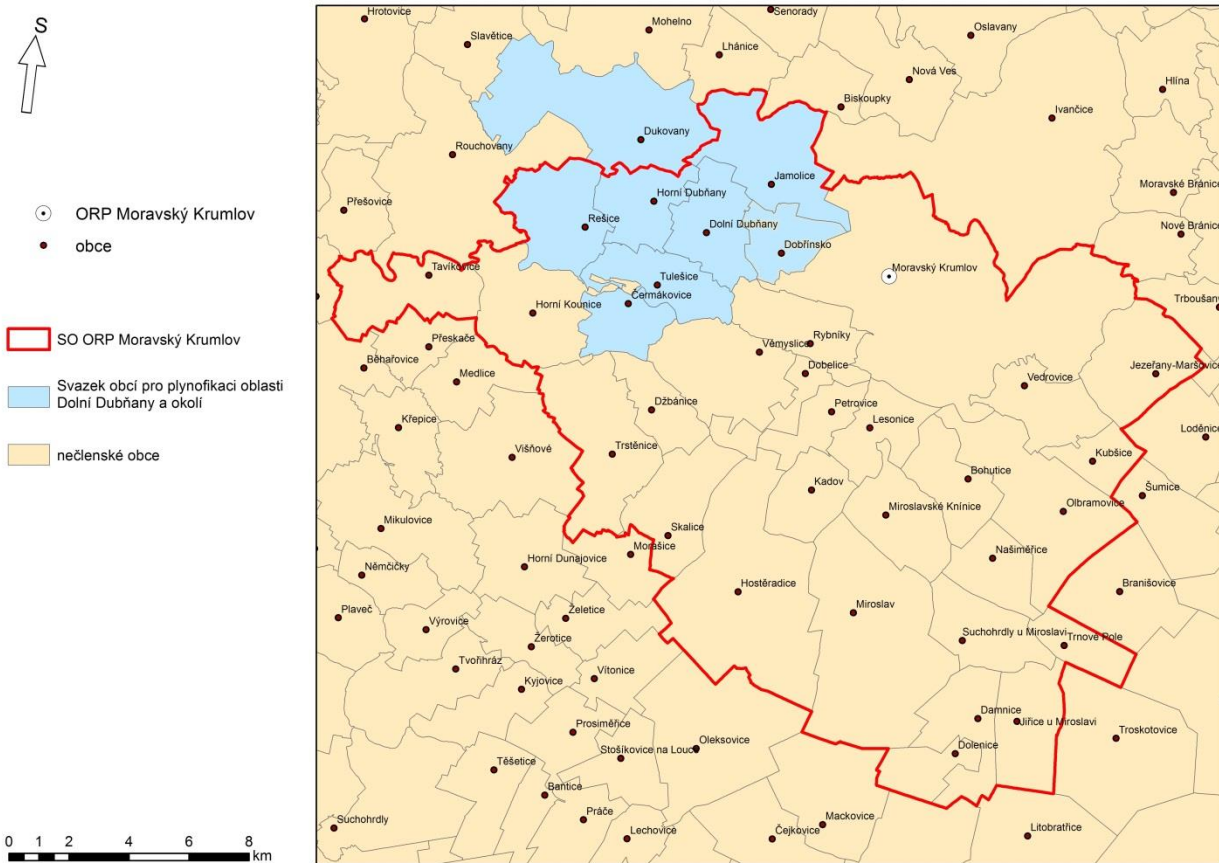 S
ORP Moravský Krumlov
obce
SO ORP Moravský Krumlov
Svazek obcí pro plynofikaci oblasti
Dolní Dubňany a okolí
nečlenské obce
0 1 2 4 6 8
km
Hrotovice
Slavětice
Mohelno
Senorady
Lhánice
Oslavany
Nová Ves
Hlína
Biskoupky
Ivančice
Dukovany
Rouchovany
Jamolice
Moravské Bránice
Přešovice
Horní Dubňany
Rešice
Dolní Dubňany
Nové Bránice
Dobřínsko
Tavíkovice
Moravský Krumlov
Tulešice
Čermákovice
Horní Kounice
Trboušany
Přeskače
Rybníky
Věmyslice
Běhařovice
Medlice
Dobelice
Vedrovice
Jezeřany-Maršovice
Džbánice
Petrovice
Lesonice
Křepice
Loděnice
Višňové
Trstěnice
Kubšice
Bohutice
Kadov
Šumice
Miroslavské Knínice
Olbramovice
Mikulovice
Skalice
Morašice
Našiměřice
Němčičky
Horní Dunajovice
Hostěradice
Branišovice
Plaveč
Želetice
Miroslav
Výrovice
Žerotice
Suchohrdly u Miroslavi
Trnové Pole
Tvořihráz
Vítonice
Kyjovice
Damnice
Jiřice u Miroslavi
Prosiměřice
Troskotovice
Stošíkovice na Louce
Oleksovice
Dolenice
Těšetice
Bantice
Práče
Suchohrdly
Lechovice
Čejkovice
Mackovice
Litobratřice